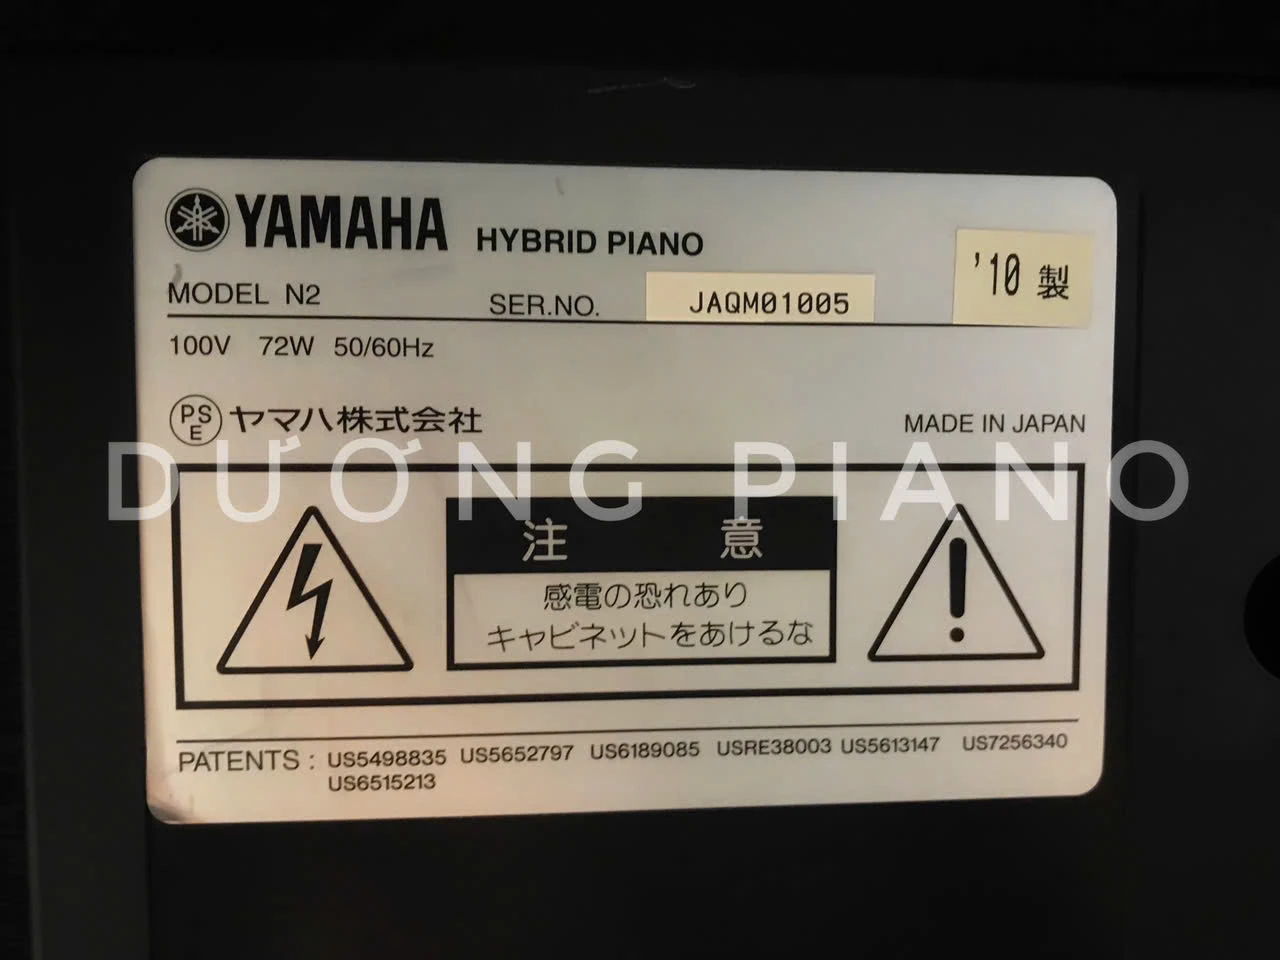 YAMAHA HYBRID PIANO
MODEL N2 SER.NO. JAQM01005 '10 製
100V 72W 50/60Hz
PSE ヤマハ株式会社 MADE IN JAPAN
DƯƠNG PIANO
注 意
感電の恐れあり
キャビネットをあけるな
PATENTS : US5498835 US5652797 US6189085 USRE38003 US5613147 US7256340
US6515213